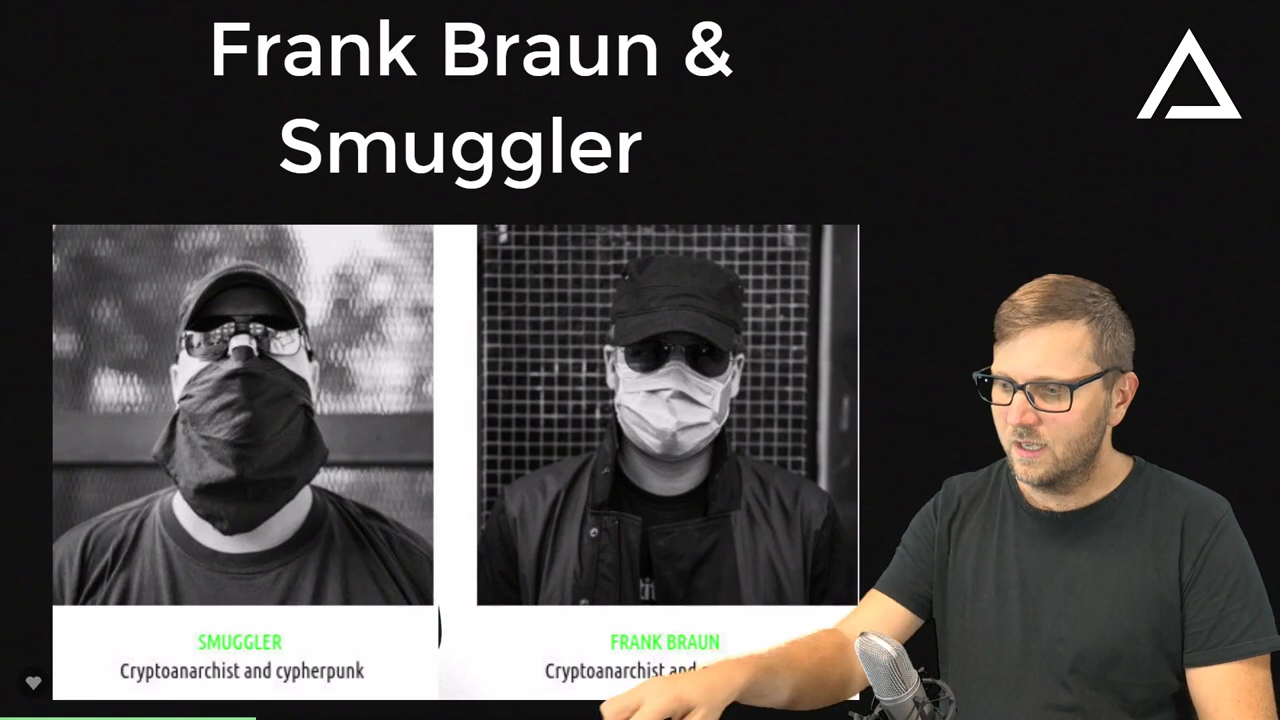 Frank Braun &
Smuggler
SMUGGLER
Cryptoanarchist and cypherpunk
FRANK BRAUN
Cryptoanarchist and